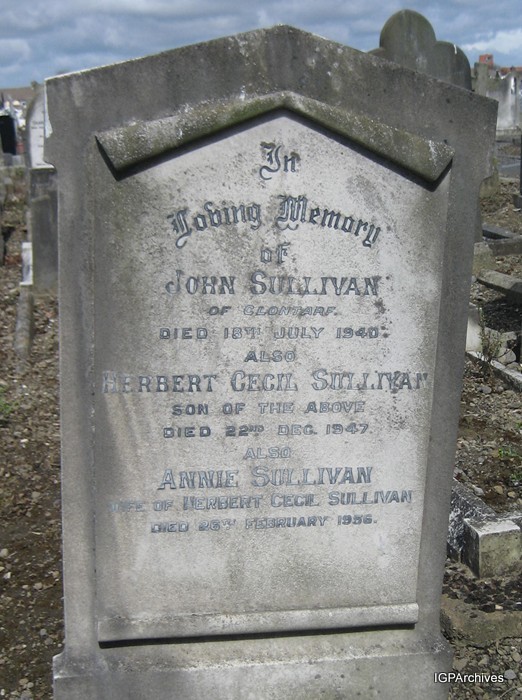 In
Loving Memory
of
JOHN SULLIVAN
OF CLONTARF.
DIED 18TH JULY 1940.
ALSO
HERBERT CECIL SULLIVAN
SON OF THE ABOVE
DIED 22ND DEC. 1947.
ALSO
ANNIE SULLIVAN
WIFE OF HERBERT CECIL SULLIVAN
DIED 26TH FEBRUARY 1956.
IGPArchives